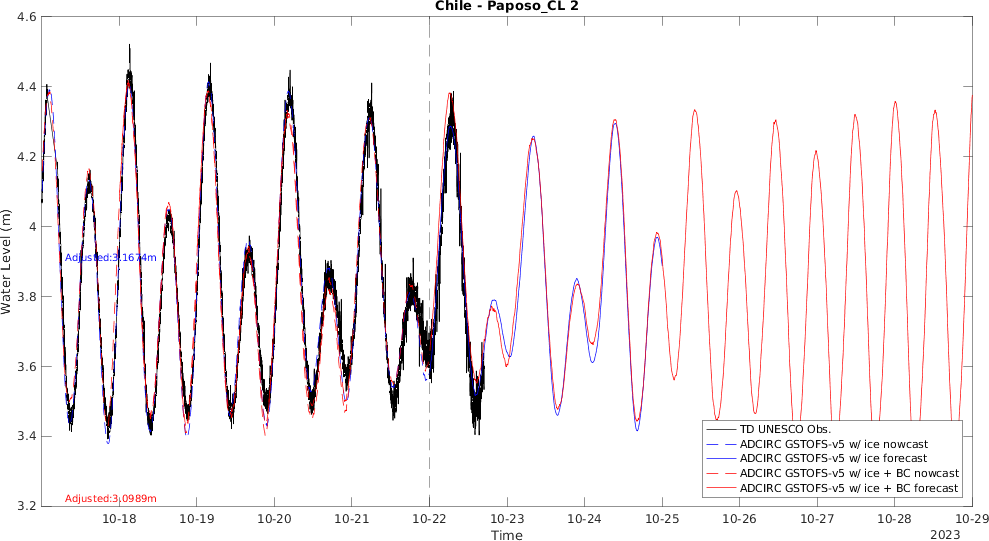 Chile - Paposo_CL 2
Water Level (m)
4.6
4.4
4.2
4
3.8
3.6
3.4
3.2
Adjusted:3.1674m
Adjusted:3.0989m
TD UNESCO Obs.
ADCIRC GSTOFS-v5 w/ ice nowcast
ADCIRC GSTOFS-v5 w/ ice forecast
ADCIRC GSTOFS-v5 w/ ice + BC nowcast
ADCIRC GSTOFS-v5 w/ ice + BC forecast
10-18 10-19 10-20 10-21 10-22 10-23 10-24 10-25 10-26 10-27 10-28 10-29
Time
2023